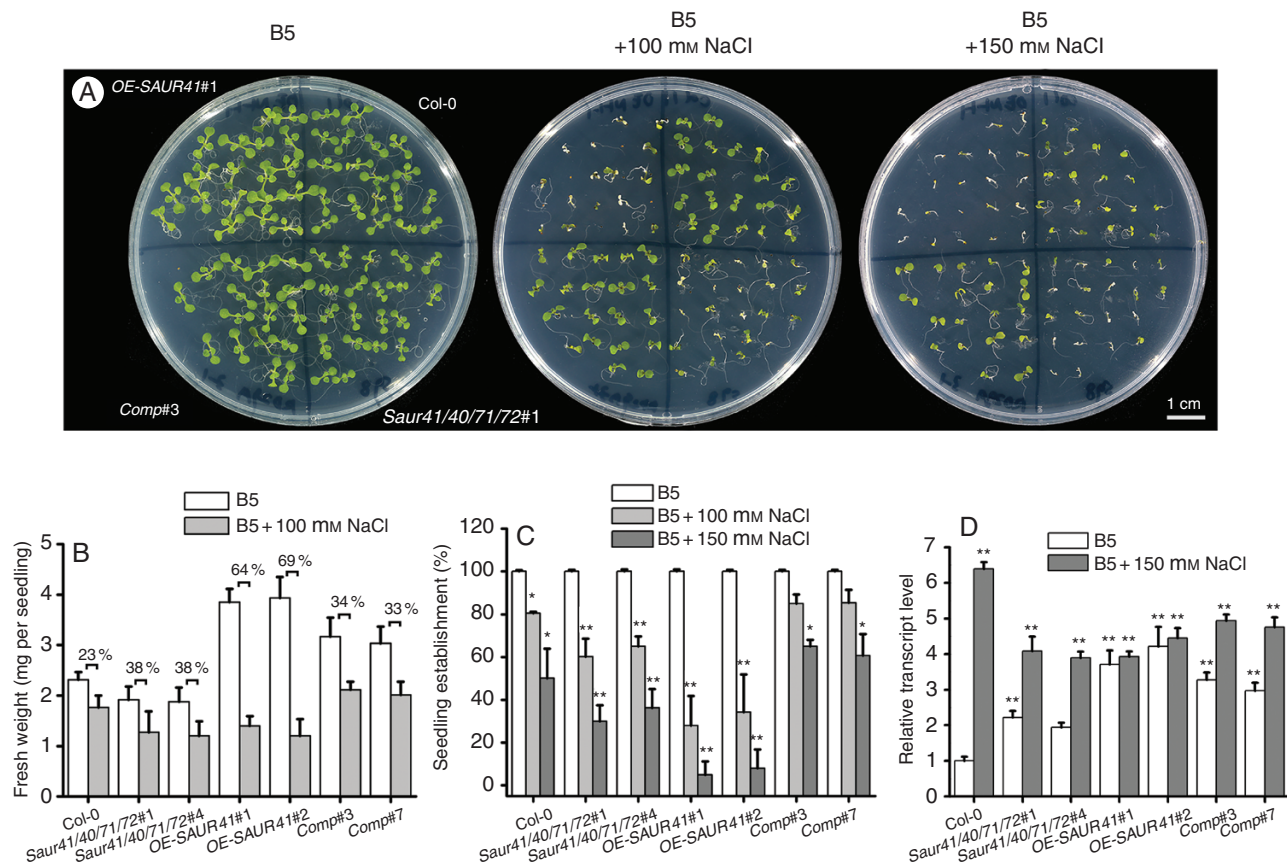 B5
B5
+100 mM NaCl
B5
+150 mM NaCl
A
OE-SAUR41#1
Col-0
Comp#3
Saur41/40/71/72#1
1 cm
B
B5
B5 + 100 mM NaCl
Fresh weight (mg per seedling)
5
4
3
2
1
0
23 %
38 %
38 %
64 %
69 %
34 %
33 %
Col-0
Saur41/40/71/72#1
Saur41/40/71/72#4
OE-SAUR41#1
OE-SAUR41#2
Comp#3
Comp#7
C
B5
B5 + 100 mM NaCl
B5 + 150 mM NaCl
Seedling establishment (%)
100
80
60
40
20
0
* *
** **
** **
** **
** **
*
*
Col-0
Saur41/40/71/72#1
Saur41/40/71/72#4
OE-SAUR41#1
OE-SAUR41#2
Comp#3
Comp#7
D
B5
B5 + 150 mM NaCl
Relative transcript level
7
6
5
4
3
2
1
0
**
** **
**
** **
** **
** **
** **
Col-0
Saur41/40/71/72#1
Saur41/40/71/72#4
OE-SAUR41#1
OE-SAUR41#2
Comp#3
Comp#7